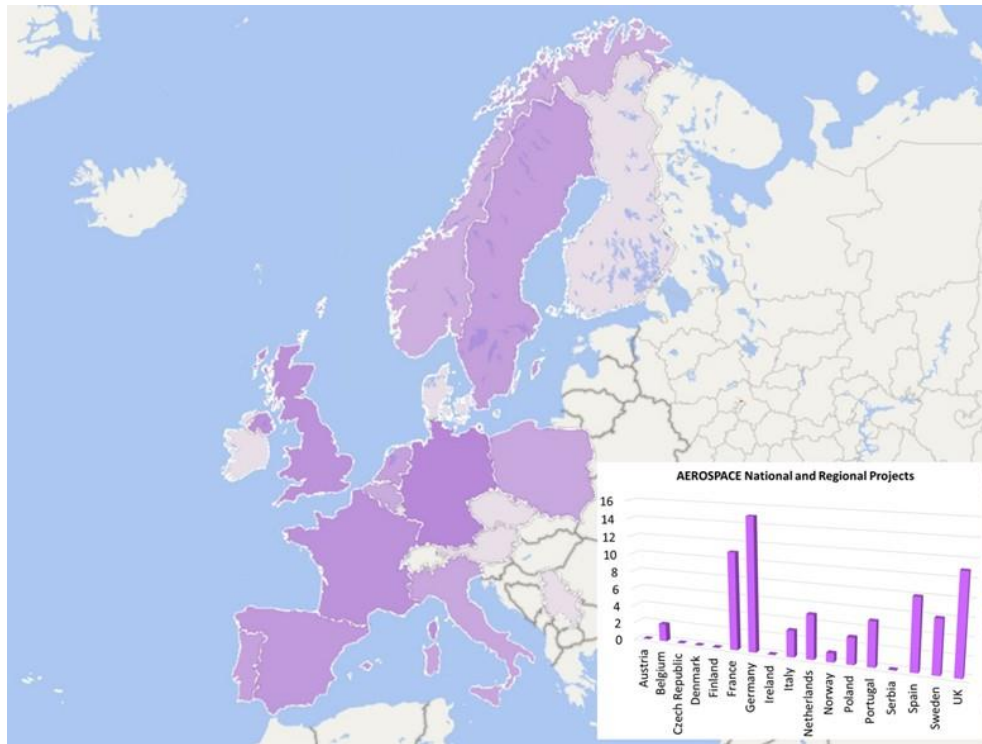 AEROSPACE National and Regional Projects
16
14
12
10
8
6
4
2
0
Austria
Belgium
Czech Republic
Denmark
Finland
France
Germany
Ireland
Italy
Netherlands
Norway
Poland
Portugal
Serbia
Spain
Sweden
UK